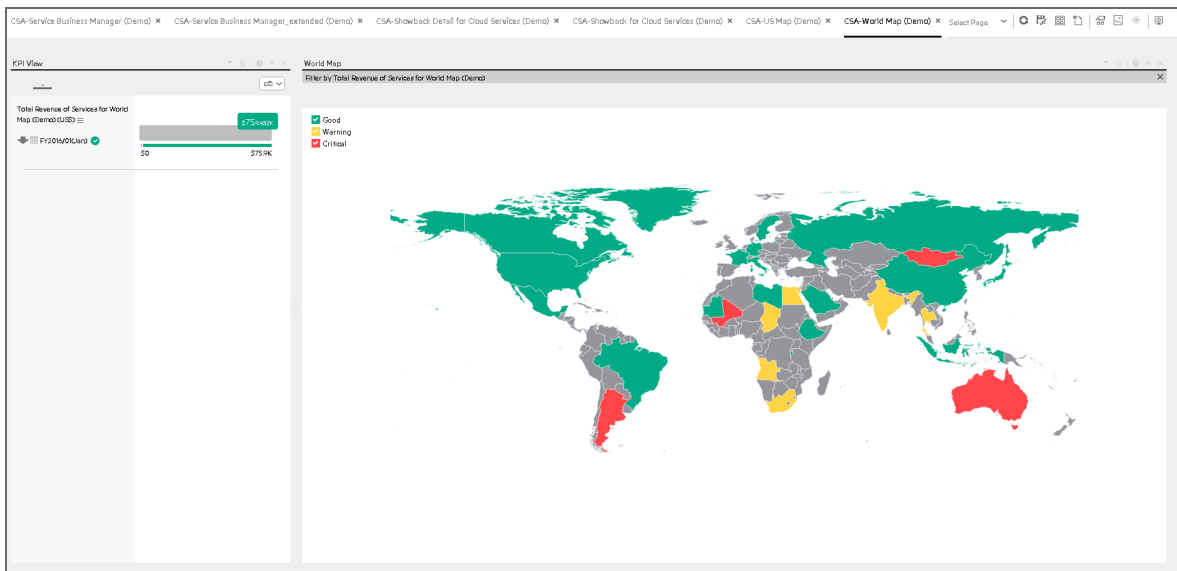 CSA-Service Business Manager (Demo) × CSA-Service Business Manager_extended (Demo) × CSA-Showback Detail for Cloud Services (Demo) × CSA-Showback for Cloud Services (Demo) × CSA-US Map (Demo) × CSA-World Map (Demo) × Select Page
KPI View
World Map
Filter by Total Revenue of Services for World Map (Demo)
Total Revenue of Services for World
Map (Demo) (US$)
$75.9432K
FY2016/01(Jan)
$0 $75.9K
Good
Warning
Critical